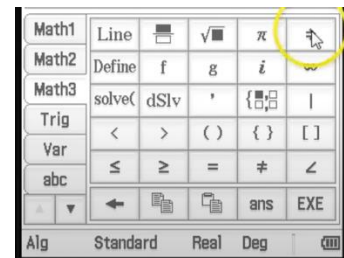 Math1 Line √■ π ⇒
Math2 Define f g i ∞
Math3 solve( dSlv ' {
Trig < > ( ) { } [ ]
Var ≤ ≥ = ≠ ∠
abc ← ans EXE
▲ ▼
Alg Standard Real Deg